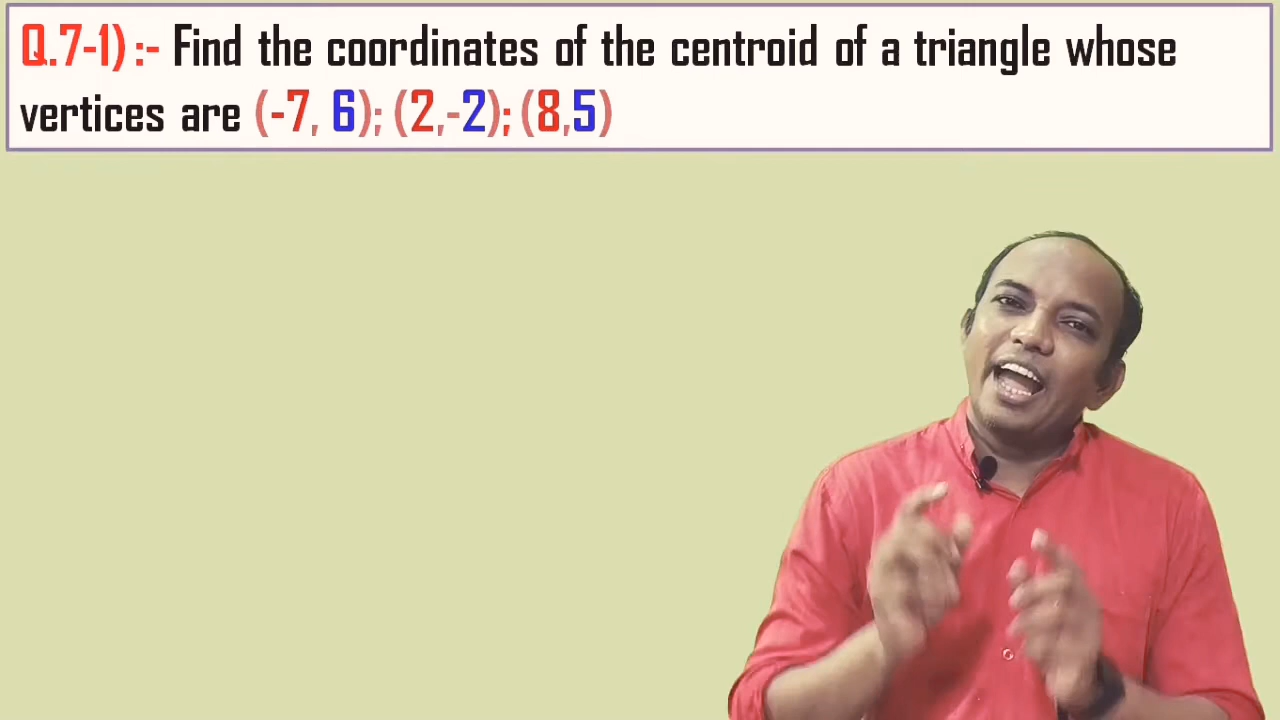 Q.7-1) :- Find the coordinates of the centroid of a triangle whose
vertices are (-7, 6); (2,-2); (8,5)